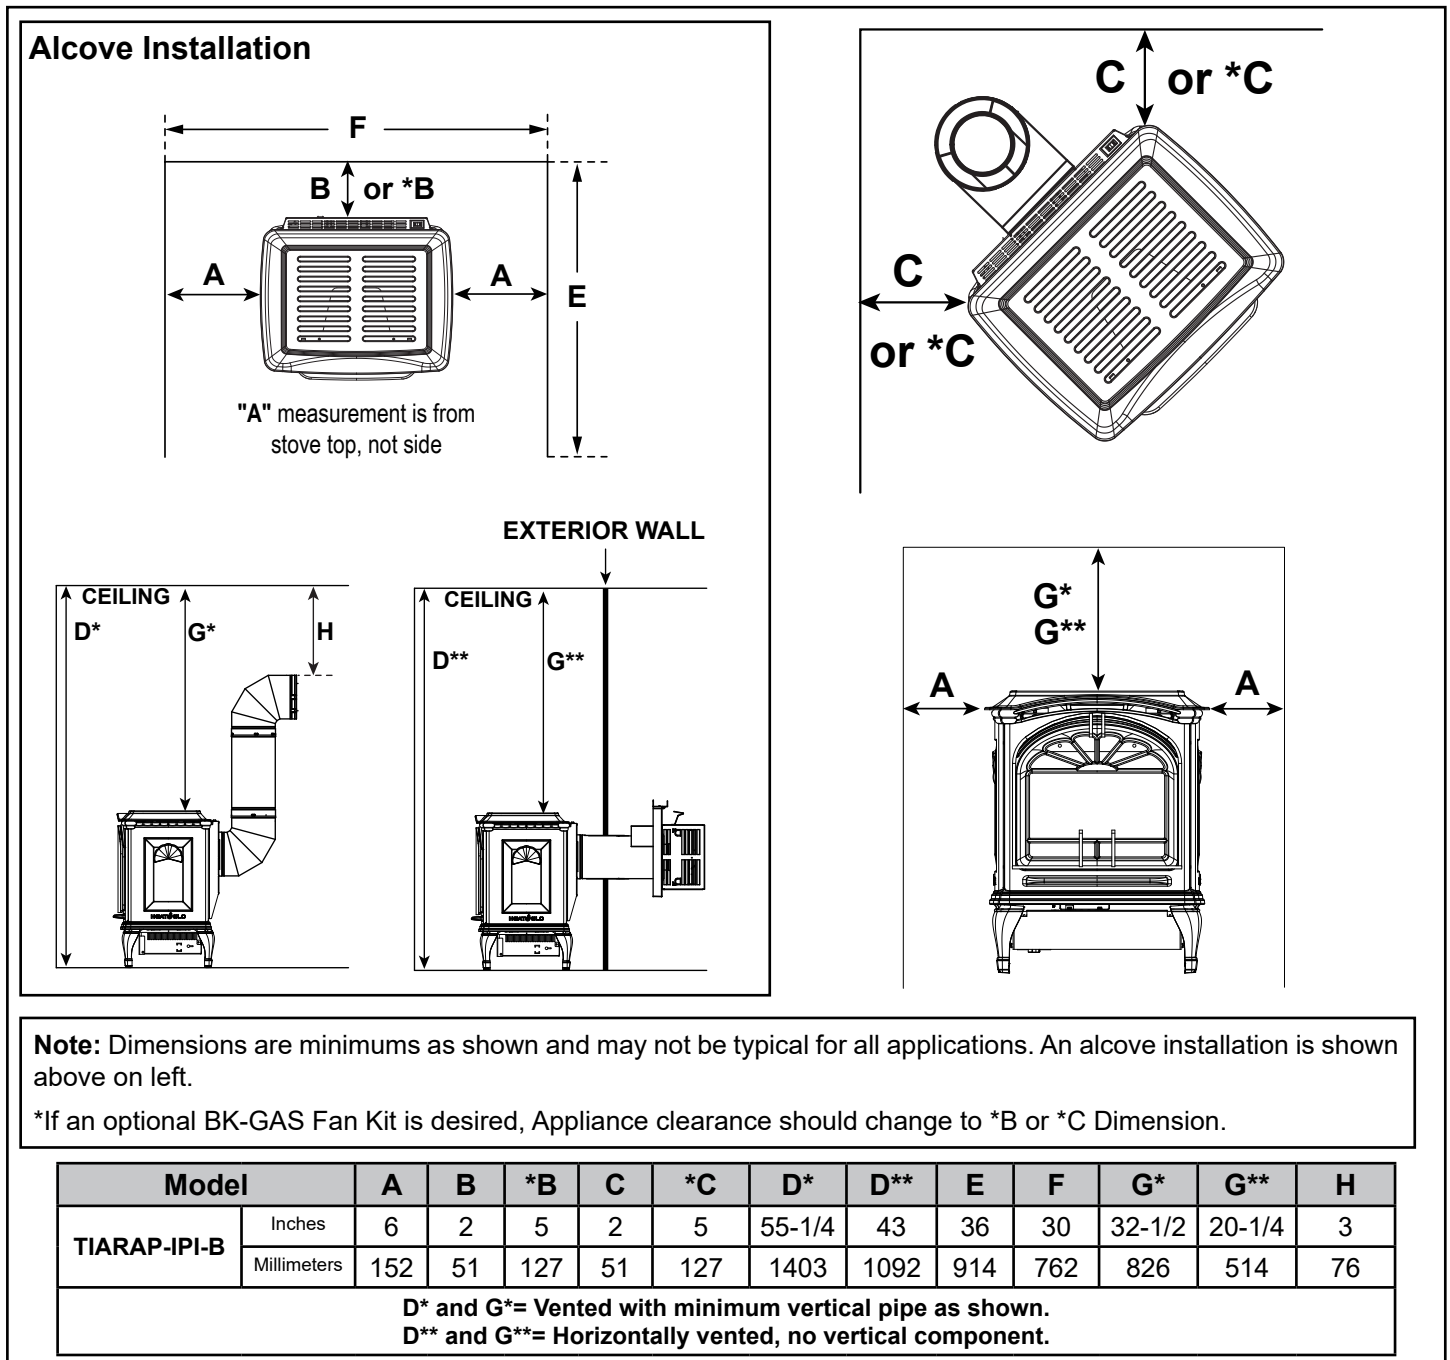 Alcove Installation
F
B or *B
A
A
E
"A" measurement is from
stove top, not side
C or *C
C
or *C
EXTERIOR WALL
CEILING
D*
G*
H
CEILING
D**
G**
HEAT&GLO
HEAT&GLO
G*
G**
A
A
Note: Dimensions are minimums as shown and may not be typical for all applications. An alcove installation is shown
above on left.
*If an optional BK-GAS Fan Kit is desired, Appliance clearance should change to *B or *C Dimension.
Model A B *B C *C D* D** E F G* G** H
TIARAP-IPI-B
Inches 6 2 5 2 5 55-1/4 43 36 30 32-1/2 20-1/4 3
Millimeters 152 51 127 51 127 1403 1092 914 762 826 514 76
D* and G*= Vented with minimum vertical pipe as shown.
D** and G**= Horizontally vented, no vertical component.